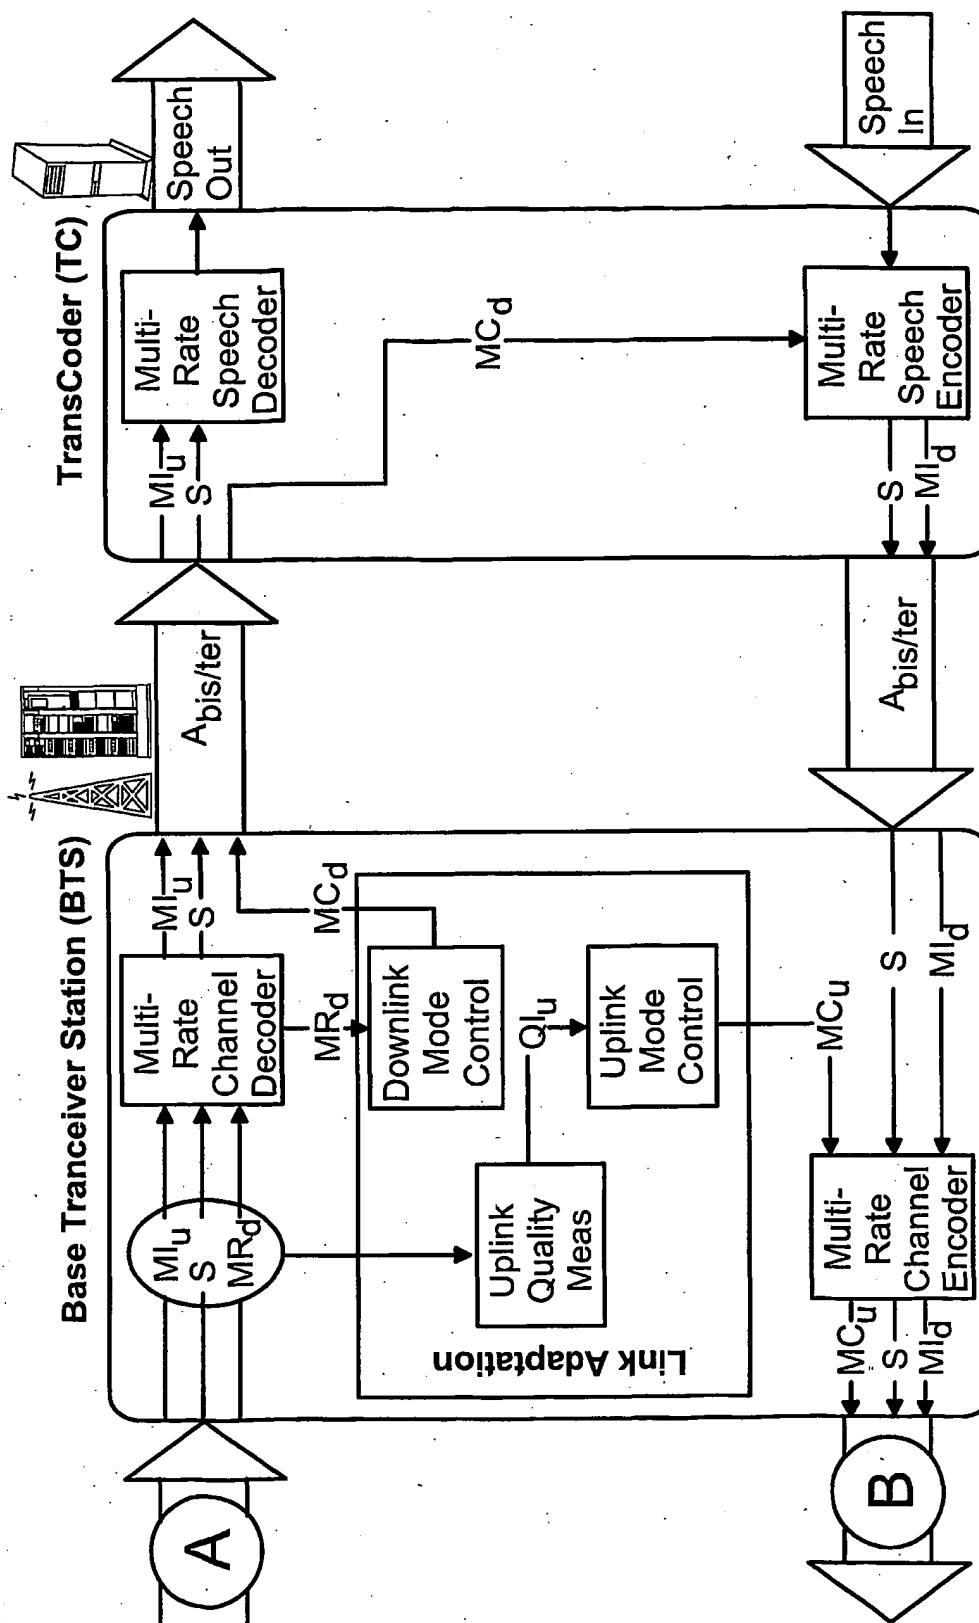 Base Tranceiver Station (BTS)
TransCoder (TC)
A
MIu
S
MRd
Multi-
Rate
Channel
Decoder
MIu
S
Abis/ter
MIu
S
Multi-
Rate
Speech
Decoder
Speech
Out
MRd
MCd
Downlink
Mode
Control
Link Adaptation
Uplink
Quality
Meas
QIu
Uplink
Mode
Control
MCd
MCu
B
MCu
S
MId
Multi-
Rate
Channel
Encoder
S
MId
Abis/ter
S
MId
Multi-
Rate
Speech
Encoder
Speech
In